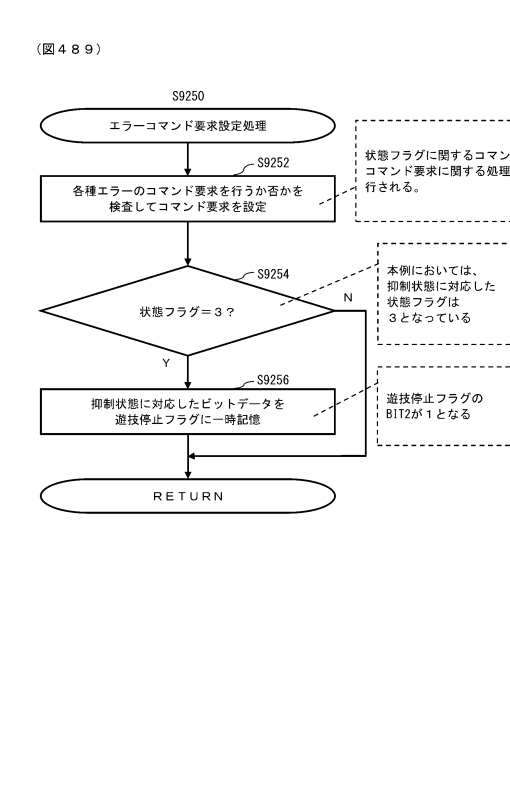 (図４８９)
S9250
エラーコマンド要求設定処理
S9252
各種エラーのコマンド要求を行うか否かを
検査してコマンド要求を設定
状態フラグに関するコマン
コマンド要求に関する処理
行される。
S9254
状態フラグ＝３？
N
Y
本例においては、
抑制状態に対応した
状態フラグは
３となっている
S9256
抑制状態に対応したビットデータを
遊技停止フラグに一時記憶
遊技停止フラグの
BIT2が１となる
ＲＥＴＵＲＮ